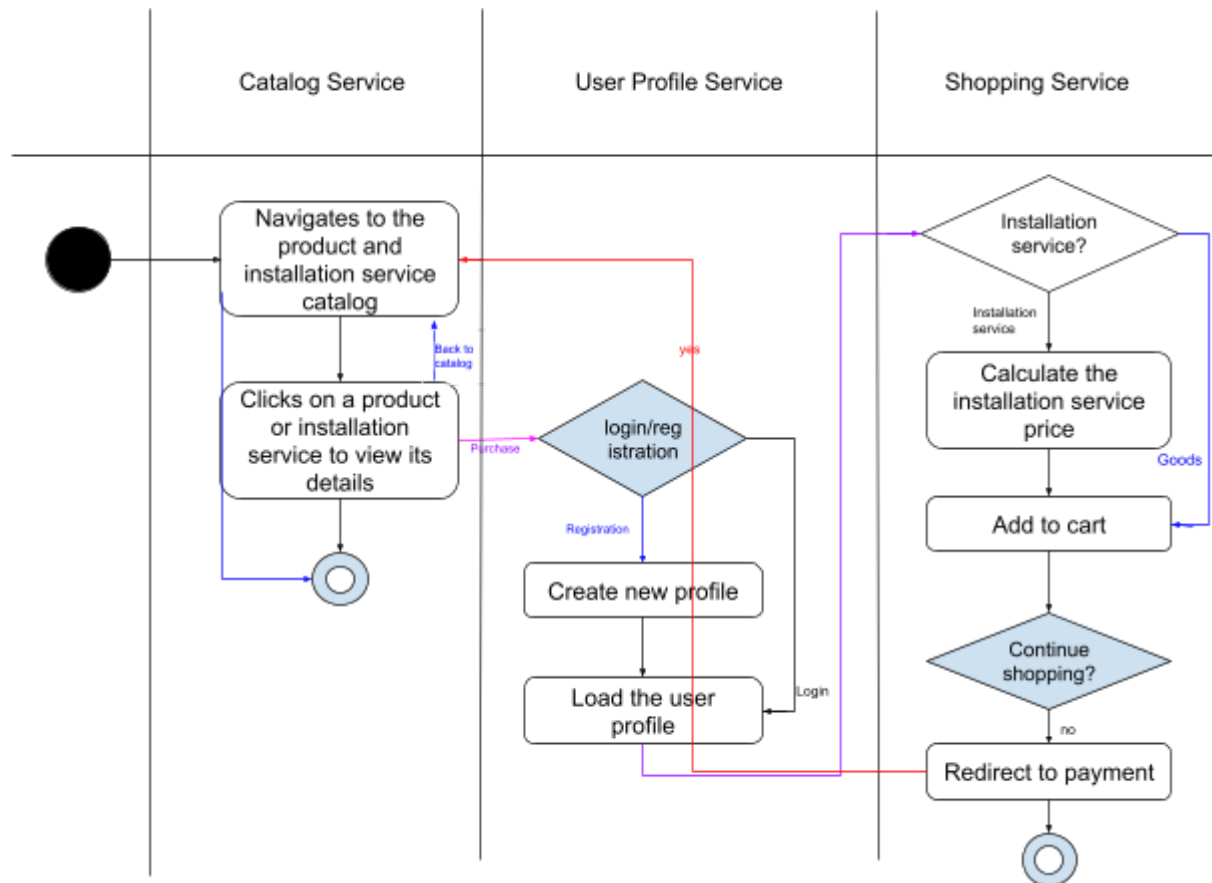 Catalog Service
User Profile Service
Shopping Service
Navigates to the
product and
installation service
catalog
Back to
catalog
Clicks on a product
or installation
service to view its
details
Purchase
login/reg
istration
Registration
Create new profile
Load the user
profile
Login
yes
Installation
service?
Installation
service
Calculate the
installation service
price
Goods
Add to cart
Continue
shopping?
no
Redirect to payment